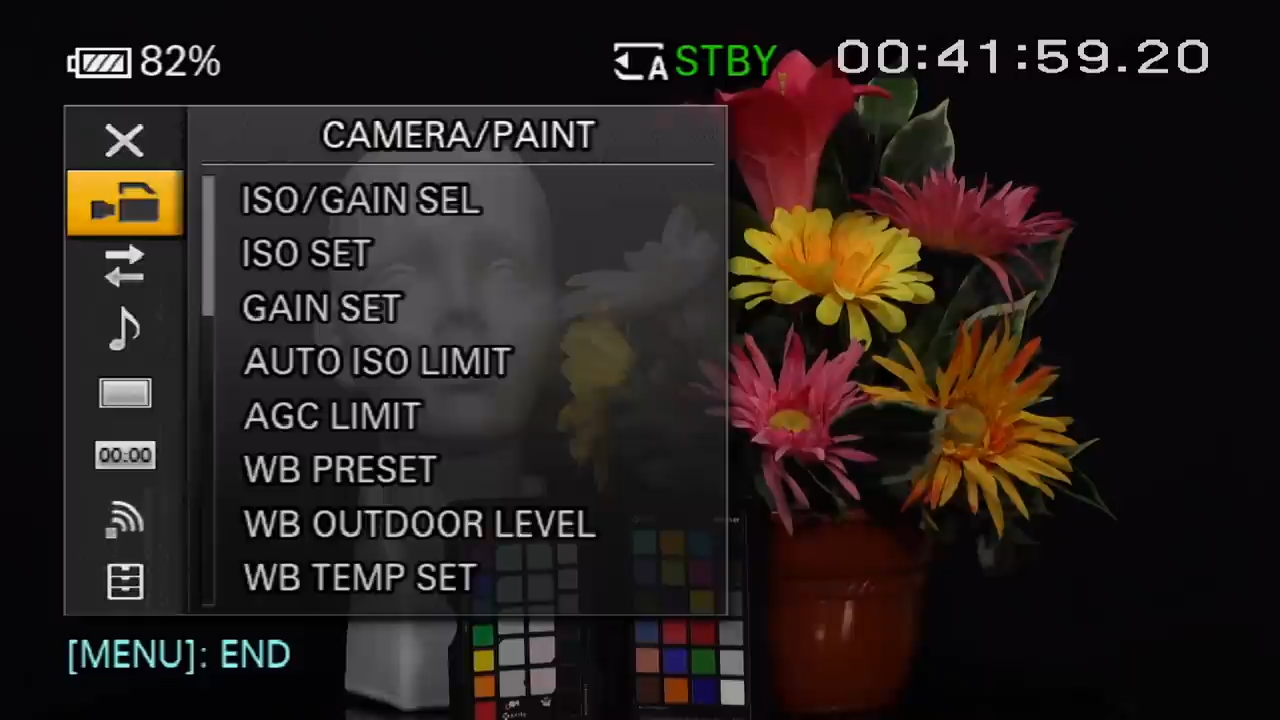 82%
A STBY 00:41:59.20
CAMERA/PAINT
ISO/GAIN SEL
ISO SET
GAIN SET
AUTO ISO LIMIT
AGC LIMIT
WB PRESET
00:00
WB OUTDOOR LEVEL
WB TEMP SET
[MENU]: END